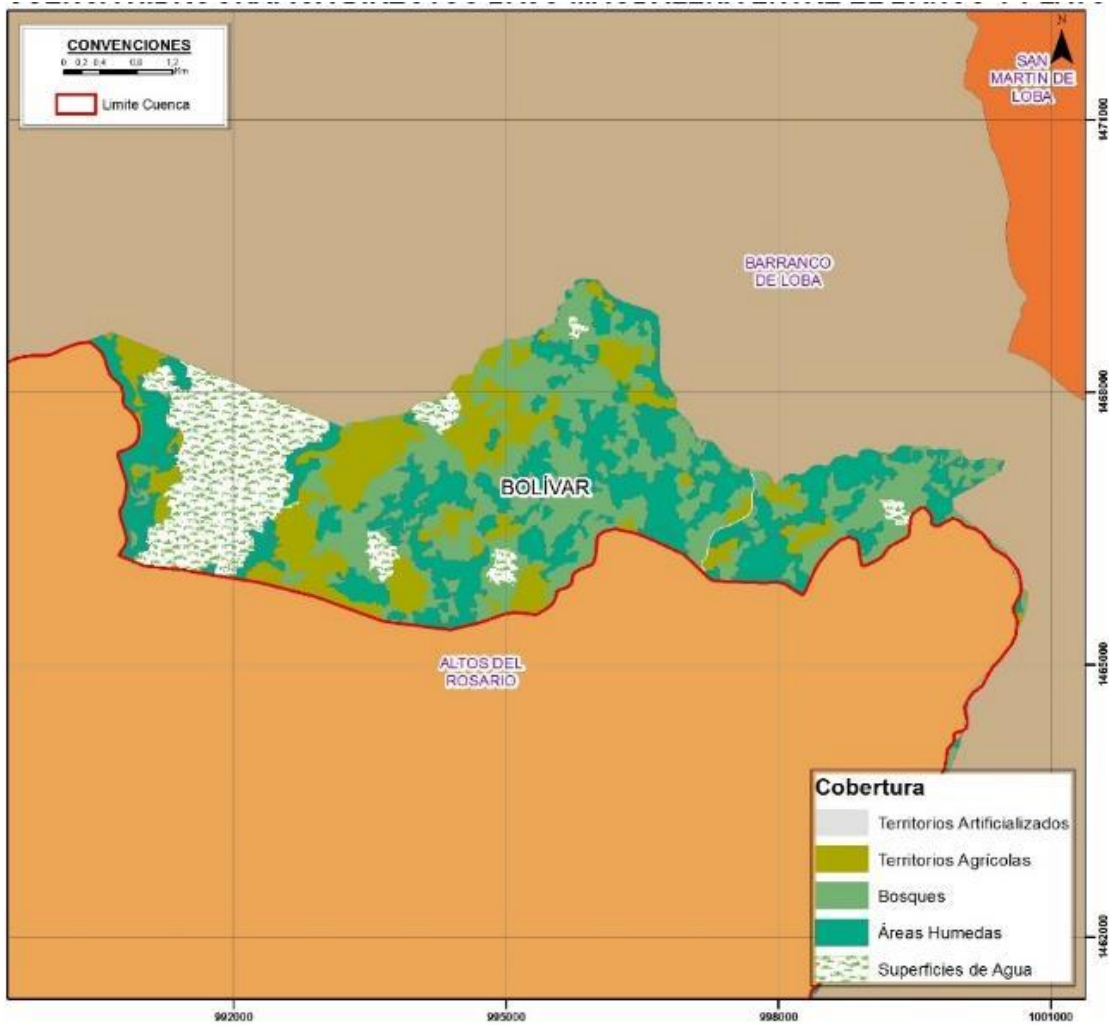 CONVENCIONES
0 0,2 0,4 0,8 1,2
Km
Limite Cuenca
N
SAN
MARTIN DE
LOBA
1471000
BARRANCO
DE LOBA
1468000
BOLÍVAR
ALTOS DEL
ROSARIO
1465000
Cobertura
Territorios Artificializados
Territorios Agrícolas
Bosques
Áreas Humedas
Superficies de Agua
1462000
992000
995000
998000
1001000